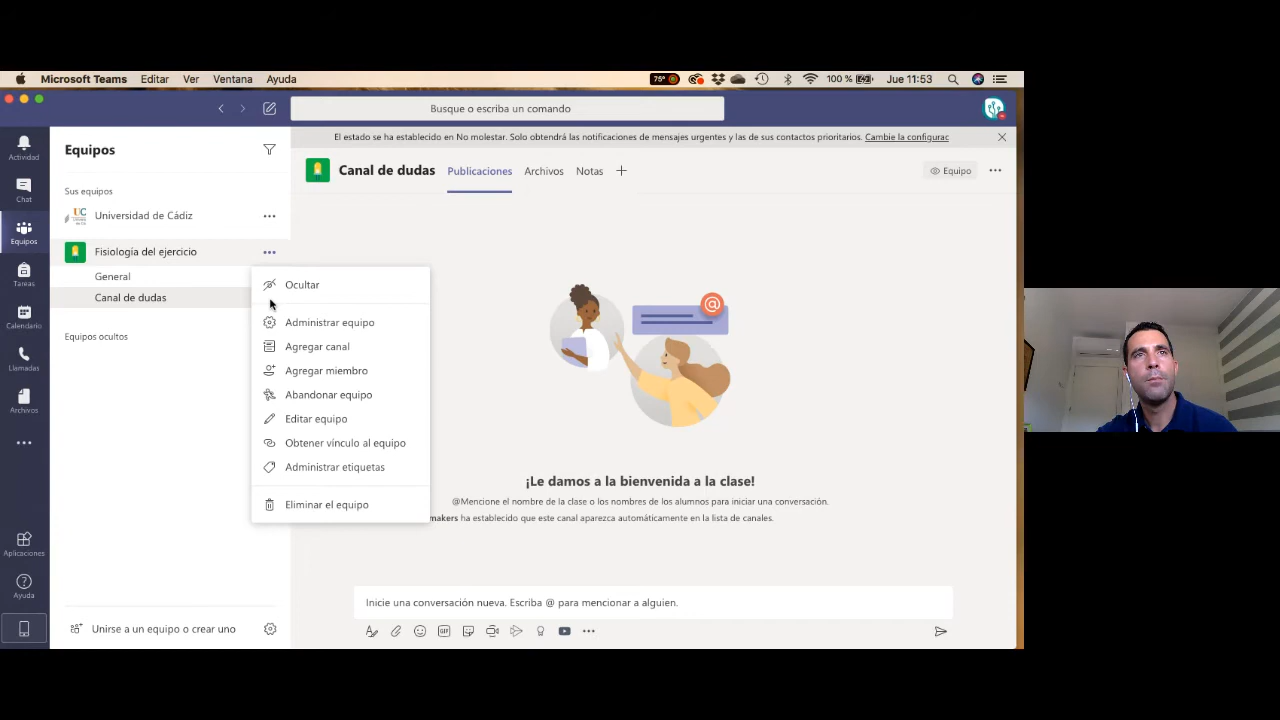 Microsoft Teams Editar Ver Ventana Ayuda
75° 100 % Jue 11:53
Busque o escriba un comando
El estado se ha establecido en No molestar. Solo obtendrá las notificaciones de mensajes urgentes y las de sus contactos prioritarios. Cambie la configurac
Actividad
Chat
Equipos
Tareas
Calendario
Llamadas
Archivos
Aplicaciones
Ayuda
Equipos
Sus equipos
UC Universidad de Cádiz
Fisiología del ejercicio
General
Canal de dudas
Equipos ocultos
Unirse a un equipo o crear uno
Ocultar
Administrar equipo
Agregar canal
Agregar miembro
Abandonar equipo
Editar equipo
Obtener vínculo al equipo
Administrar etiquetas
Eliminar el equipo
Canal de dudas Publicaciones Archivos Notas Equipo
@
¡Le damos a la bienvenida a la clase!
@Mencione el nombre de la clase o los nombres de los alumnos para iniciar una conversación.
makers ha establecido que este canal aparezca automáticamente en la lista de canales.
Inicie una conversación nueva. Escriba @ para mencionar a alguien.
GIF